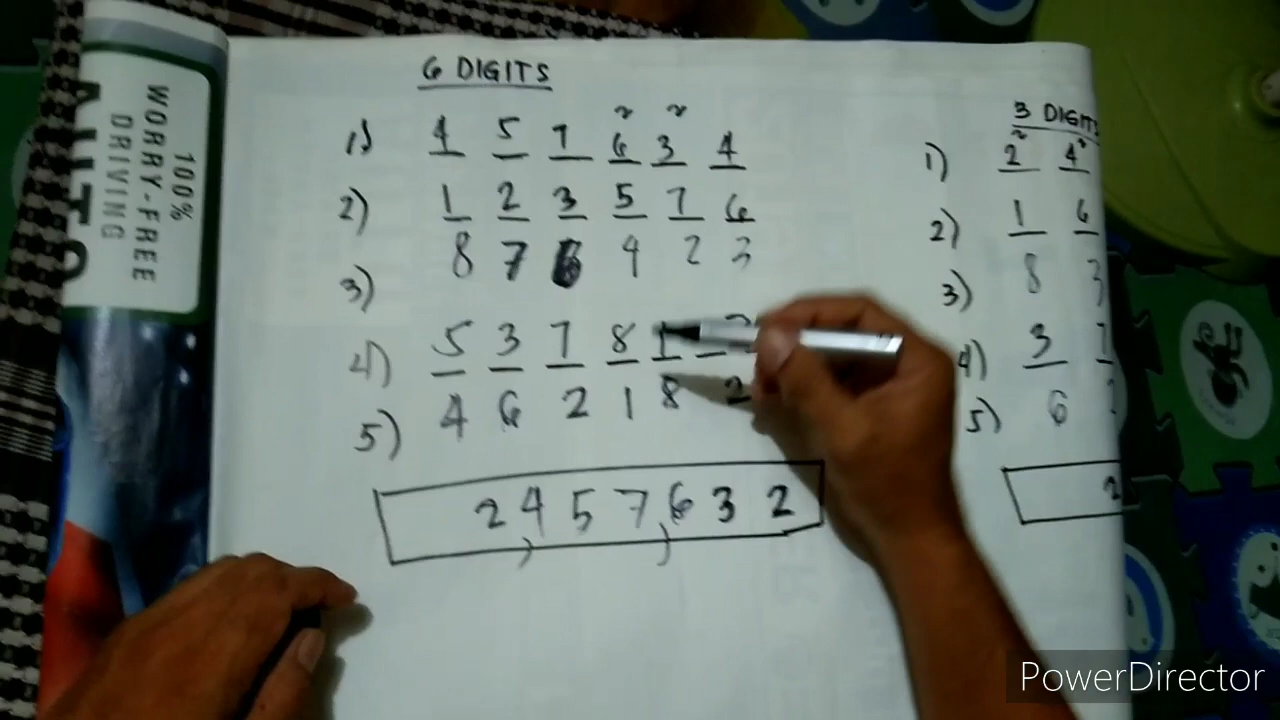 100%
WORRY-FREE
DRIVING
6 DIGITS
1) 4 5 7 6 3 4
2) 1 2 3 5 7 6
3) 8 7 6 4 2 3
4) 5 3 7 8 1
5) 4 6 2 1 8 2
2,457,632
3 DIGITS
1) 2 4
2) 1 6
3) 8 3
4) 3 7
5) 6
2
PowerDirector